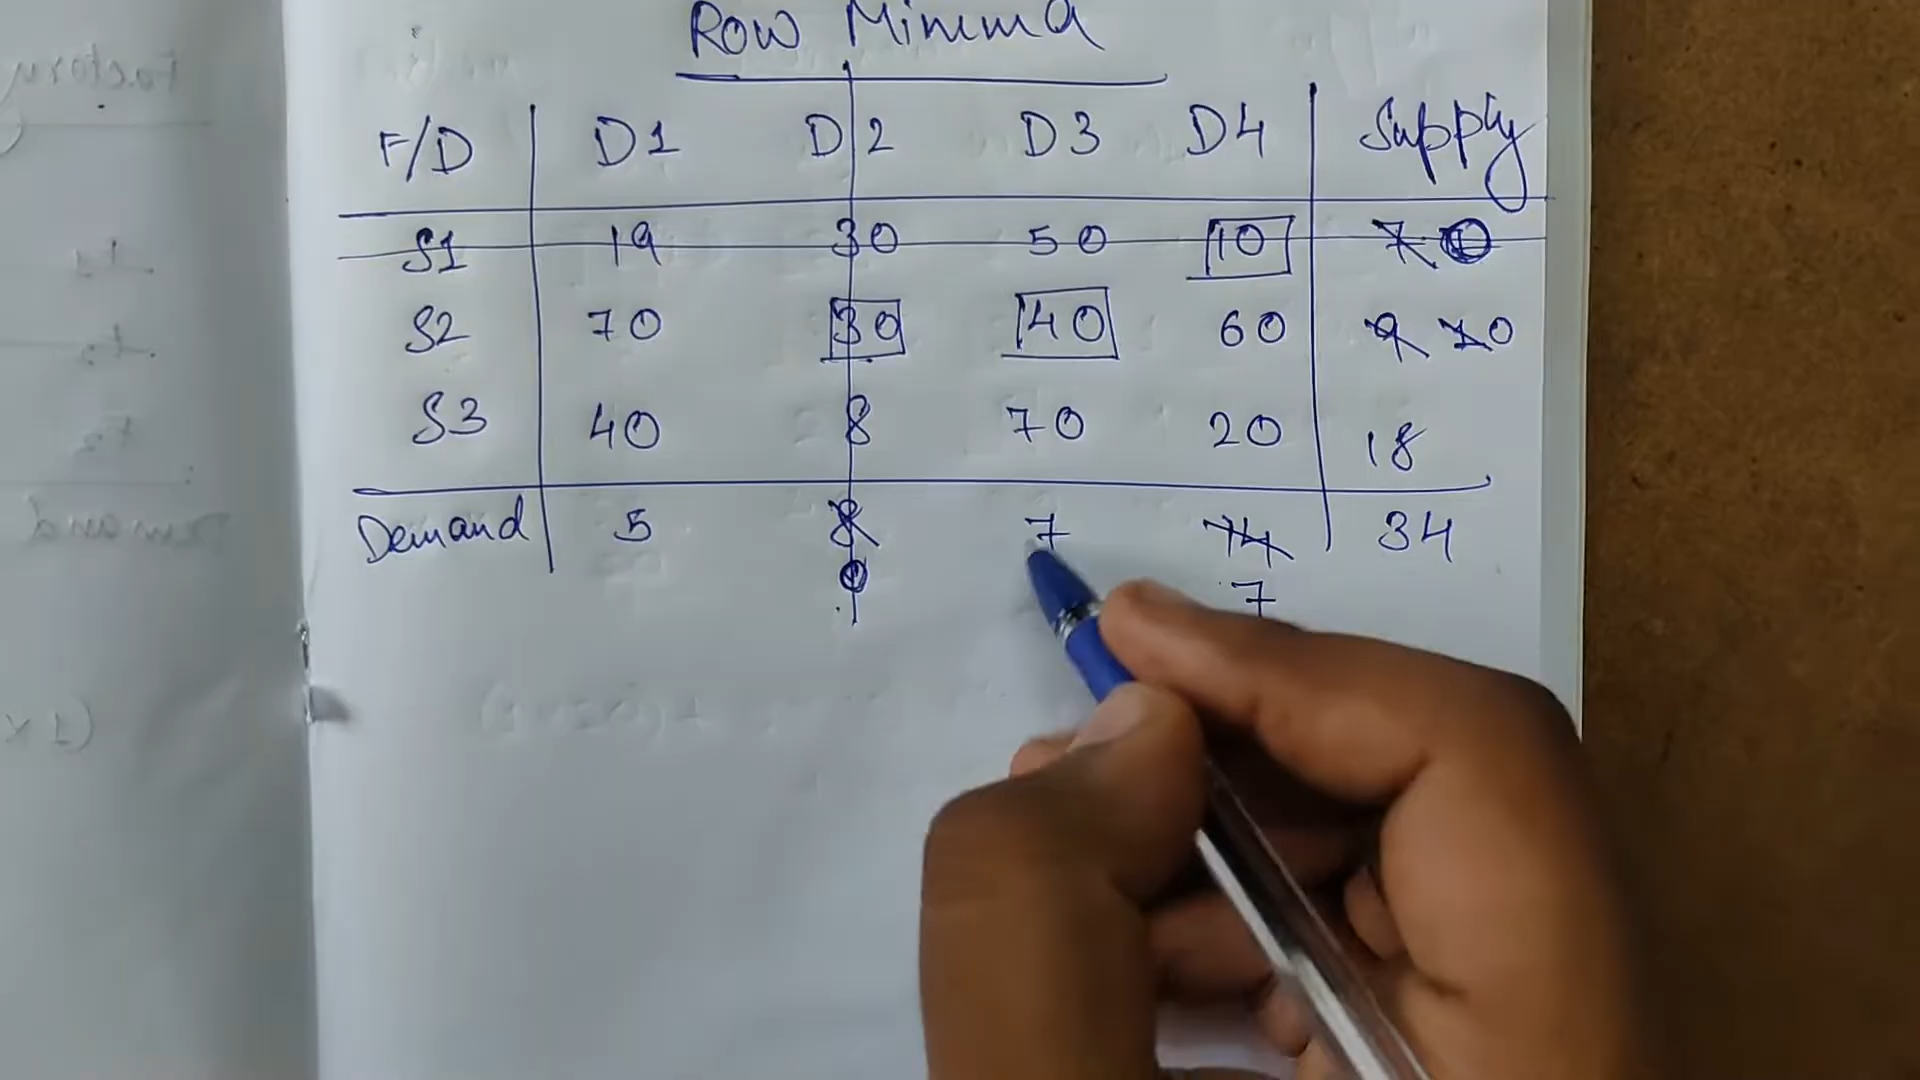 Row Minima
F/D D1 D2 D3 D4 Supply
S1 19 30 50 10 7 0
S2 70 30 40 60 9 1 0
S3 40 8 70 20 18
Demand 5 8 7 14 34
0 7